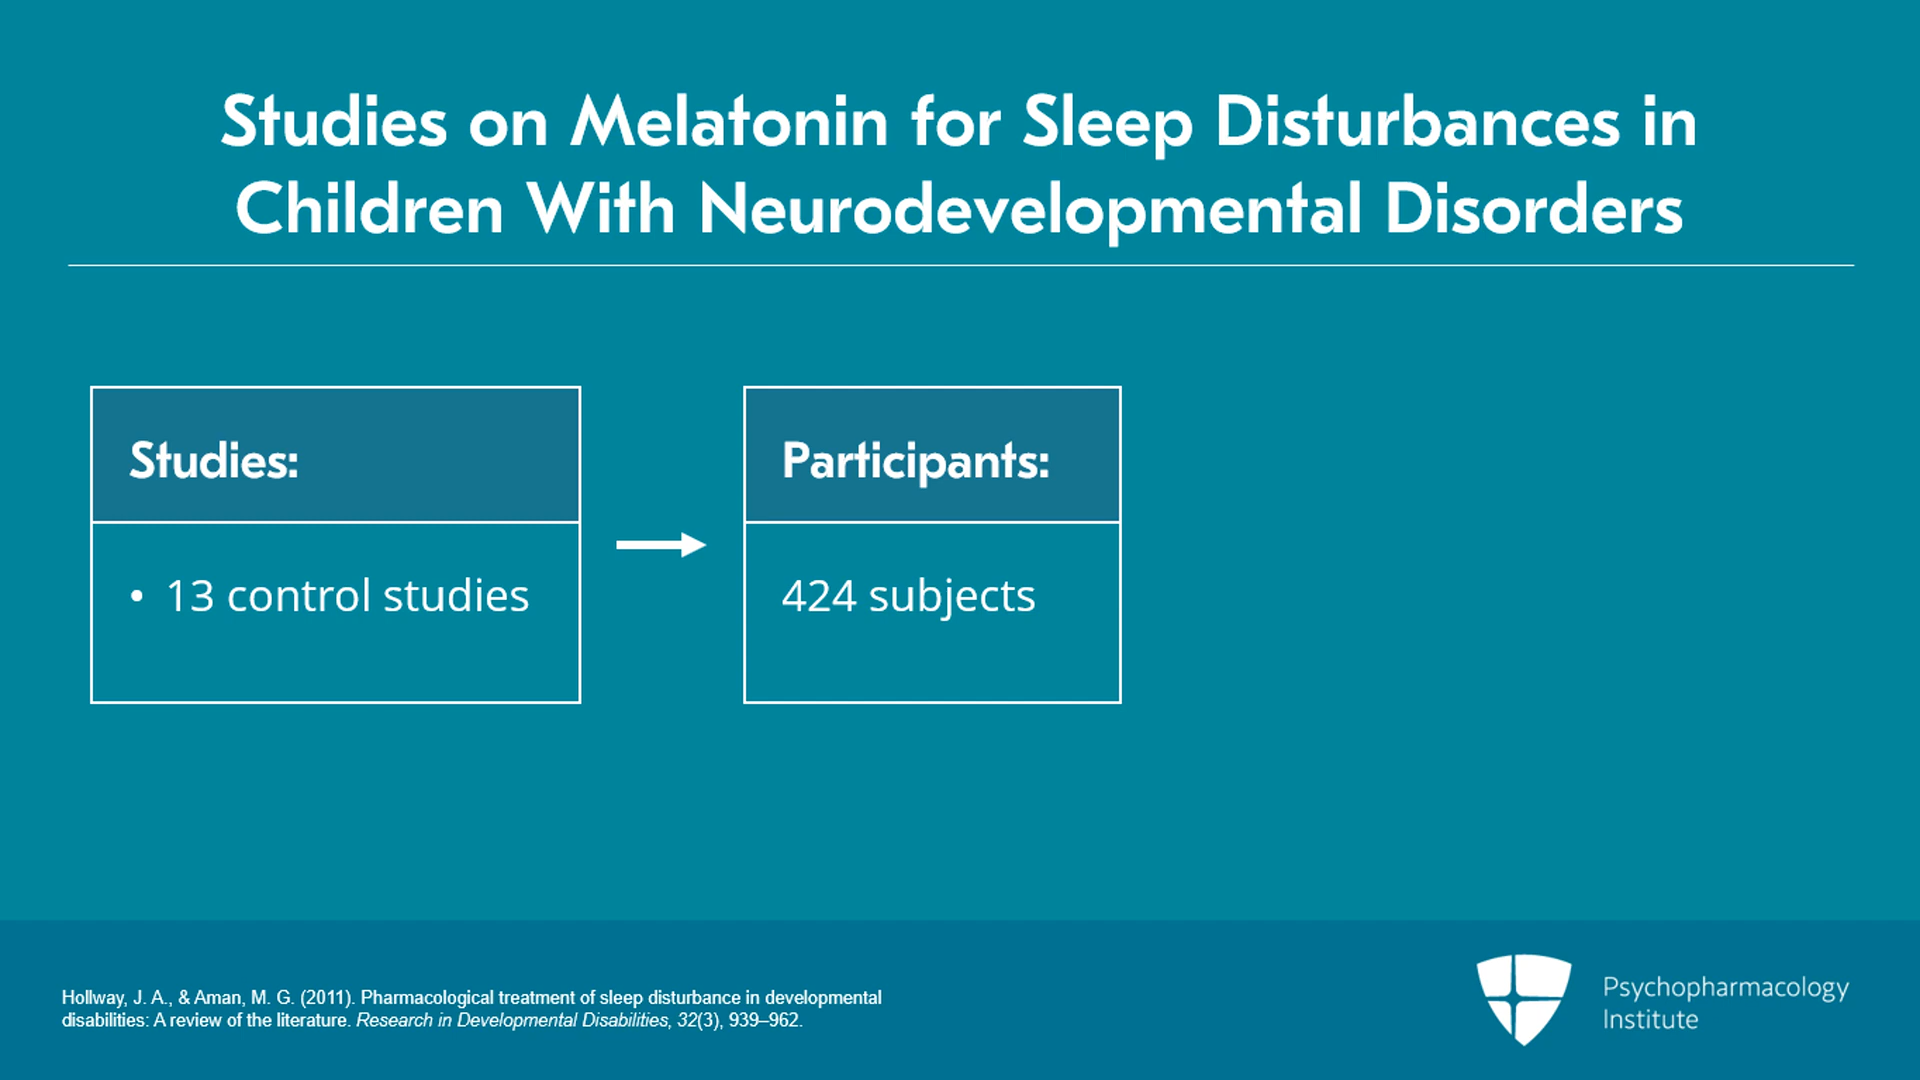 Studies on Melatonin for Sleep Disturbances in
Children With Neurodevelopmental Disorders
Studies:
• 13 control studies
Participants:
424 subjects
Hollway, J. A., & Aman, M. G. (2011). Pharmacological treatment of sleep disturbance in developmental
disabilities: A review of the literature. Research in Developmental Disabilities, 32(3), 939–962.
Psychopharmacology
Institute